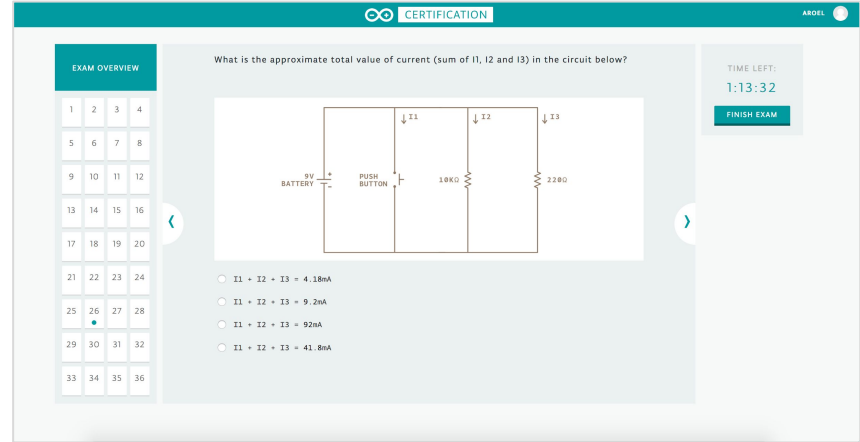 CERTIFICATION
AROEL
EXAM OVERVIEW
1 2 3 4
5 6 7 8
9 10 11 12
13 14 15 16
17 18 19 20
21 22 23 24
25 26 27 28
29 30 31 32
33 34 35 36
What is the approximate total value of current (sum of I1, I2 and I3) in the circuit below?
I1 I2 I3
9V
BATTERY
+
-
PUSH
BUTTON
10KΩ
220Ω
I1 + I2 + I3 = 4.18mA
I1 + I2 + I3 = 9.2mA
I1 + I2 + I3 = 92mA
I1 + I2 + I3 = 41.8mA
TIME LEFT:
1:13:32
FINISH EXAM